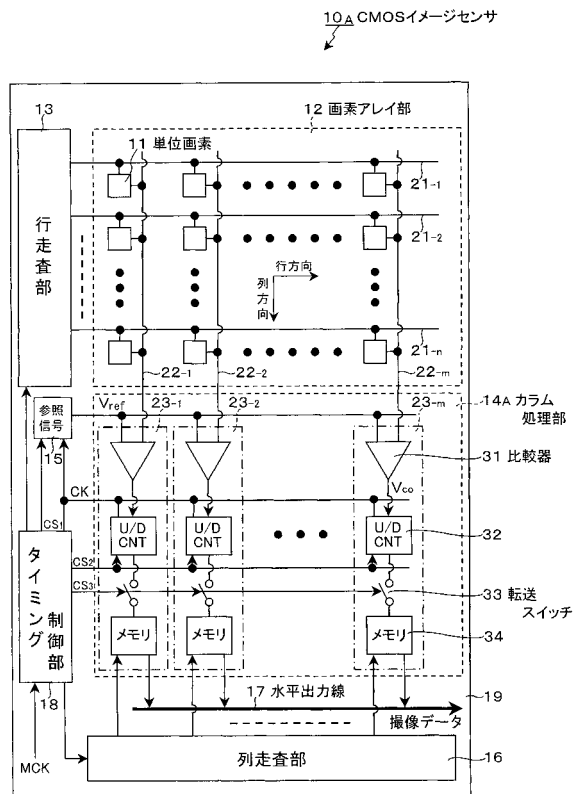 10A CMOSイメージセンサ
13
12 画素アレイ部
11 単位画素
21-1
21-2
行走査部
行方向
列方向
21-n
22-1
22-2
22-m
14A カラム
処理部
Vref
23-1
23-2
23-m
参照
信号
15
31 比較器
Vco
CK
CS1
U/D
CNT
U/D
CNT
U/D
CNT
32
タイミング
制御部
CS2
CS3
33 転送
スイッチ
メモリ
メモリ
メモリ
34
18
17 水平出力線
19
撮像データ
MCK
列走査部
16